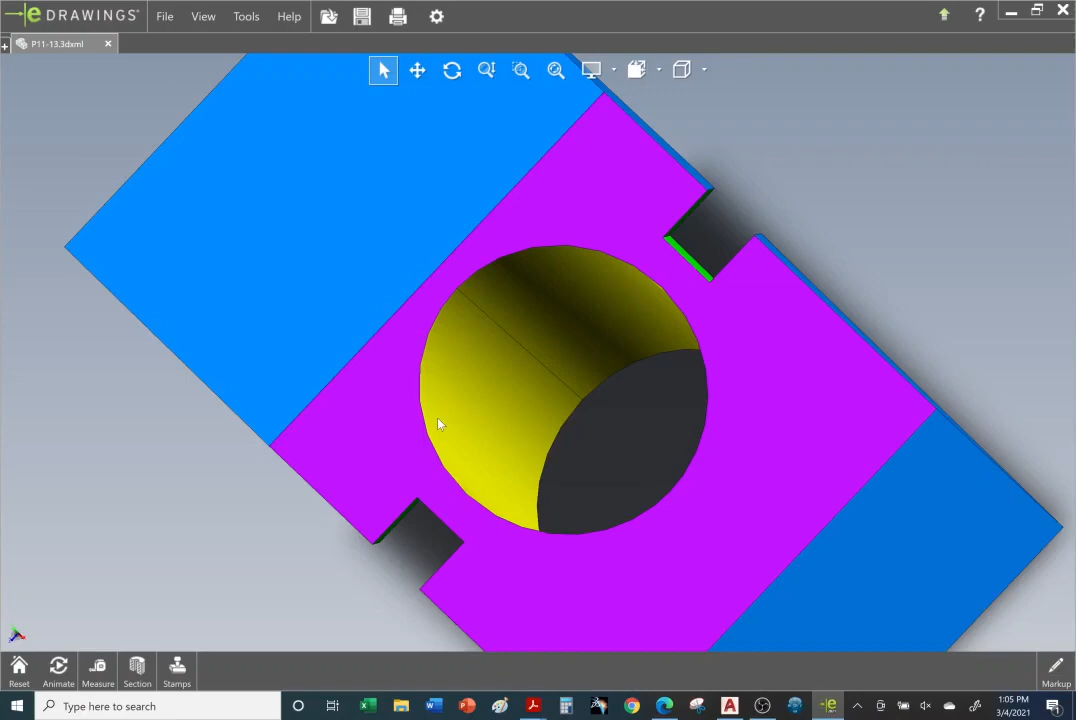 eDRAWINGS®
File View Tools Help
P11-13.3dxml
Reset Animate Measure Section Stamps Markup
Type here to search
1:05 PM
3/4/2021